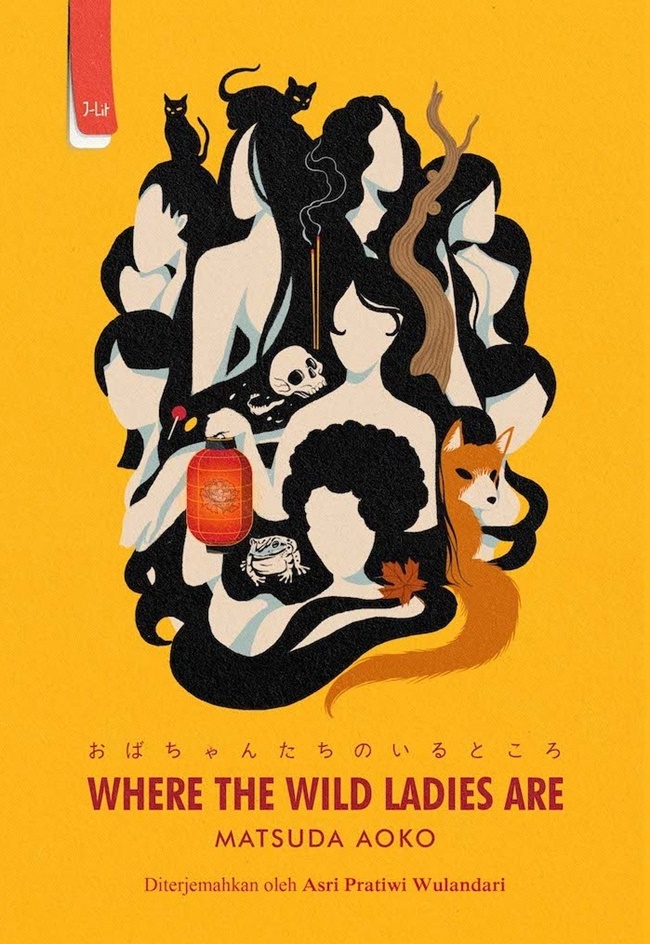 J-Lit
おばちゃんたちのいるところ
WHERE THE WILD LADIES ARE
MATSUDA AOKO
Diterjemahkan oleh Asri Pratiwi Wulandari